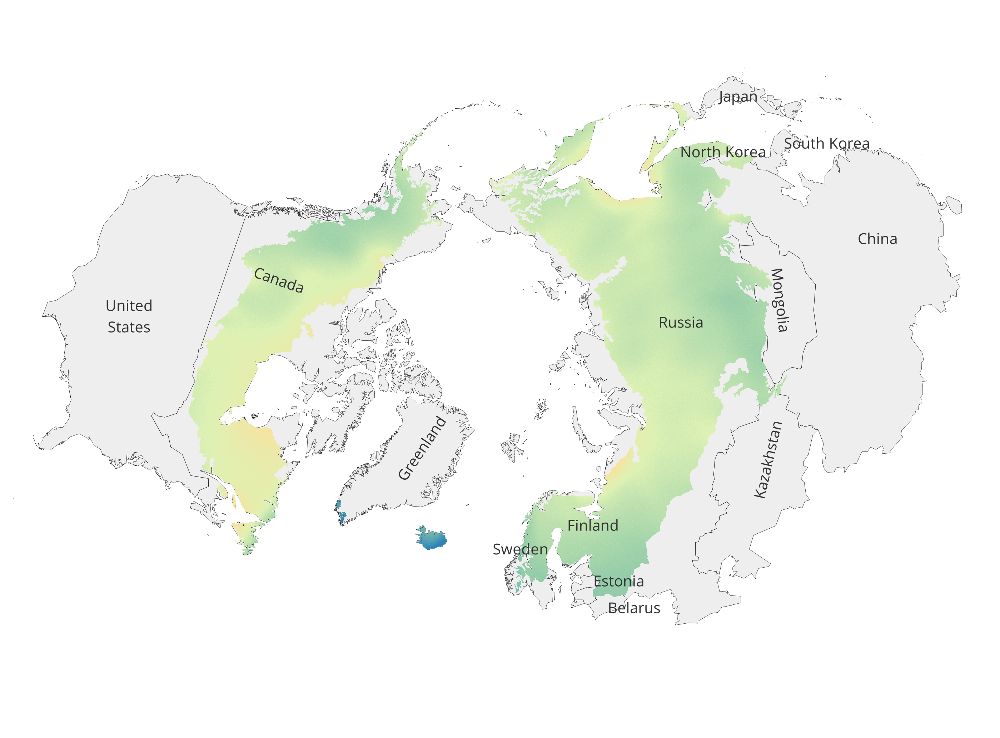 Japan
South Korea
North Korea
China
Canada
Mongolia
United
States
Russia
Greenland
Kazakhstan
Finland
Sweden
Estonia
Belarus